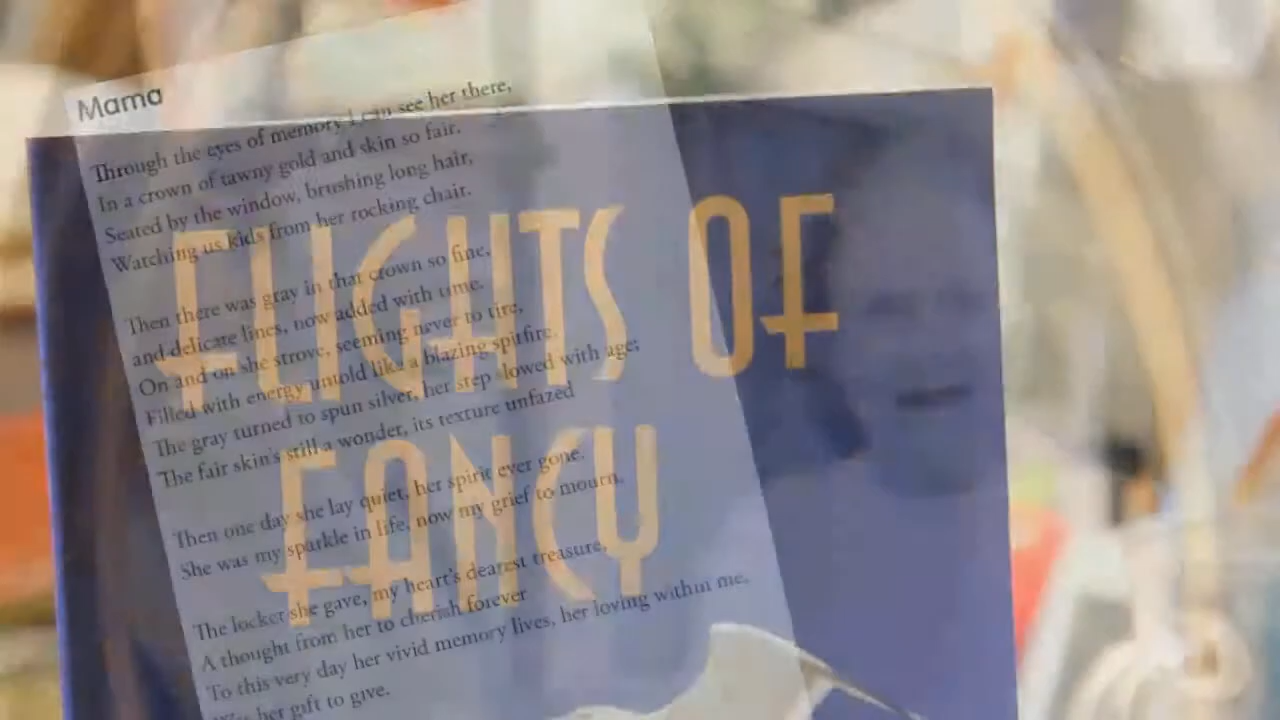 Mama
Through the eyes of memory I can see her there,
In a crown of tawny gold and skin so fair.
Seated by the window, brushing long hair,
Watching us kids from her rocking chair.
Then there was gray in that crown so fine,
and delicate lines, now added with time.
On and on she strove, seeming never to tire,
Filled with energy untold like a blazing spitfire.
The gray turned to spun silver, her step slowed with age;
The fair skin's still a wonder, its texture unfazed
Then one day she lay quiet, her spirit ever gone.
She was my sparkle in life, now my grief to mourn.
The locket she gave, my heart's dearest treasure,
A thought from her to cherish forever
To this very day her vivid memory lives, her loving within me.
her gift to give.
FLIGHTS OF
FANCY